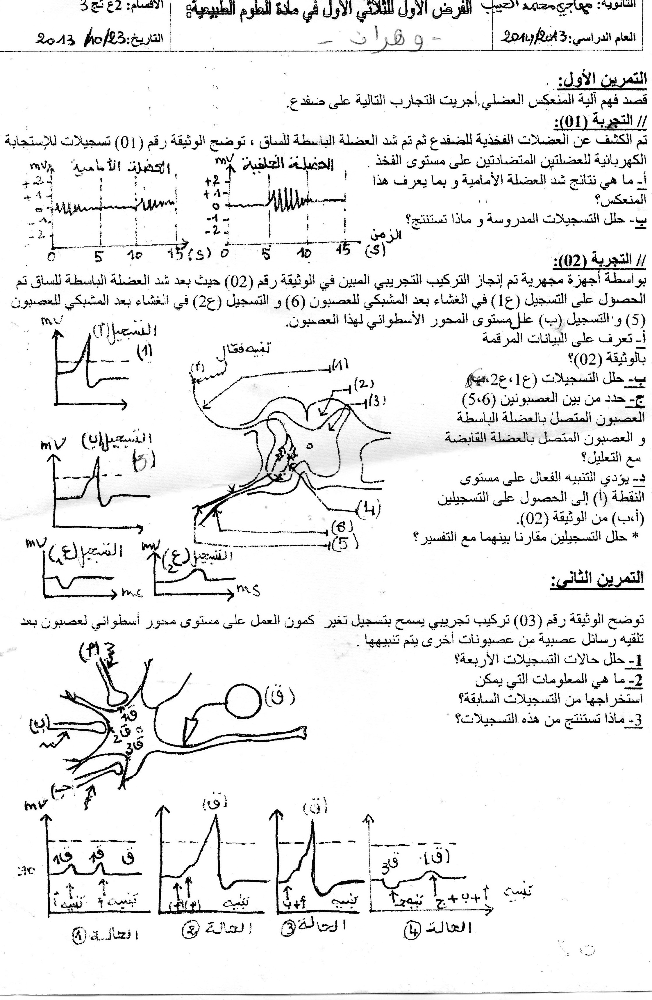 الثانوية: مهاجي محمد الحبيب
الفرض الأول للثلاثي الأول في مادة العلوم الطبيعية:
الأقسام: 2ع تج 3
العام الدراسي: 2014/2013
- وهران -
التاريخ: 2013 /10/23
التمرين الأول:
قصد فهم آلية المنعكس العضلي,أجريت التجارب التالية على ضفدع.
// التجربة (01):
تم الكشف عن العضلات الفخذية للضفدع ثم تم شد العضلة الباسطة للساق ، توضح الوثيقة رقم (01) تسجيلات للإستجابة
الكهربائية للعضلتين المتضادتين على مستوى الفخذ .
أ- ما هي نتائج شد العضلة الأمامية و بما يعرف هذا
المنعكس؟
ب- حلل التسجيلات المدروسة و ماذا تستنتج؟
العضلة الخلفية
mV
+2
+1
0
-1
-2
0 5 10 15 (S)
الزمن
العضلة الأمامية
mV
+2
+1
0
-1
-2
0 5 10 15 (S)
// التجربة (02):
بواسطة أجهزة مجهرية تم إنجاز التركيب التجريبي المبين في الوثيقة رقم (02) حيث بعد شد العضلة الباسطة للساق تم
الحصول على التسجيل (ع1) في الغشاء بعد المشبكي للعصبون (6) و التسجيل (ع2) في الغشاء بعد المشبكي للعصبون
(5) و التسجيل (ب) على مستوى المحور الأسطواني لهذا العصبون.
أ- تعرف على البيانات المرقمة
بالوثيقة (02)؟
ب- حلل التسجيلات (ع1،ع2،ب)
ج- حدد من بين العصبونين (5،6)
العصبون المتصل بالعضلة الباسطة
و العصبون المتصل بالعضلة القابضة
مع التعليل؟
د- يؤدي التنبيه الفعال على مستوى
النقطة (أ) إلى الحصول على التسجيلين
(أ،ب) من الوثيقة (02).
* حلل التسجيلين مقارنا بينهما مع التفسير؟
تنبيه فعال
(أ)
(1)
(2)
(3)
(4)
(6)
(5)
mV
التسجيل (أ)
(1)
mV
التسجيل (ب)
(3)
mV
التسجيل (ع1)
ms
mV
التسجيل (ع2)
ms
التمرين الثاني:
توضح الوثيقة رقم (03) تركيب تجريبي يسمح بتسجيل تغير كمون العمل على مستوى محور أسطواني لعصبون بعد
تلقيه رسائل عصبية من عصبونات أخرى يتم تنبيهها .
1- حلل حالات التسجيلات الأربعة؟
2- ما هي المعلومات التي يمكن
استخراجها من التسجيلات السابقة؟
3- ماذا تستنتج من هذه التسجيلات؟
(أ)
(ب)
(ج)
(ق)
ق1
ق2
ق3
mV
-70
ق1 ق1 ق
تنبيه أ تنبيه أ
الحالة 1
(ق)
(أ) (أ) تنبيه
الحالة 2
(ق)
أ+ب تنبيه
الحالة 3
ق3 (ق)
تنبيه ج أ+ب+ج تنبيه
الحالة 4